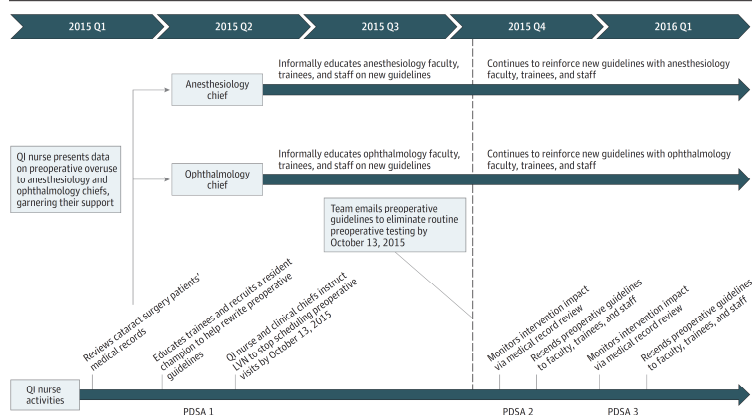 2015 Q1
2015 Q2
2015 Q3
2015 Q4
2016 Q1
Informally educates anesthesiology faculty,
trainees, and staff on new guidelines
Continues to reinforce new guidelines with anesthesiology
faculty, trainees, and staff
Anesthesiology
chief
QI nurse presents data
on preoperative overuse
to anesthesiology and
ophthalmology chiefs,
garnering their support
Informally educates ophthalmology faculty,
trainees, and staff on new guidelines
Continues to reinforce new guidelines with ophthalmology
faculty, trainees, and staff
Ophthalmology
chief
Team emails preoperative
guidelines to eliminate routine
preoperative testing by
October 13, 2015
Reviews cataract surgery patients'
medical records
Educates trainees and recruits a resident
champion to help rewrite preoperative
guidelines
QI nurse and clinical chiefs instruct
LVN to stop scheduling preoperative
visits by October 13, 2015
Monitors intervention impact
via medical record review
Resends preoperative guidelines
to faculty, trainees, and staff
Monitors intervention impact
via medical record review
Resends preoperative guidelines
to faculty, trainees, and staff
QI nurse
activities
PDSA 1
PDSA 2
PDSA 3